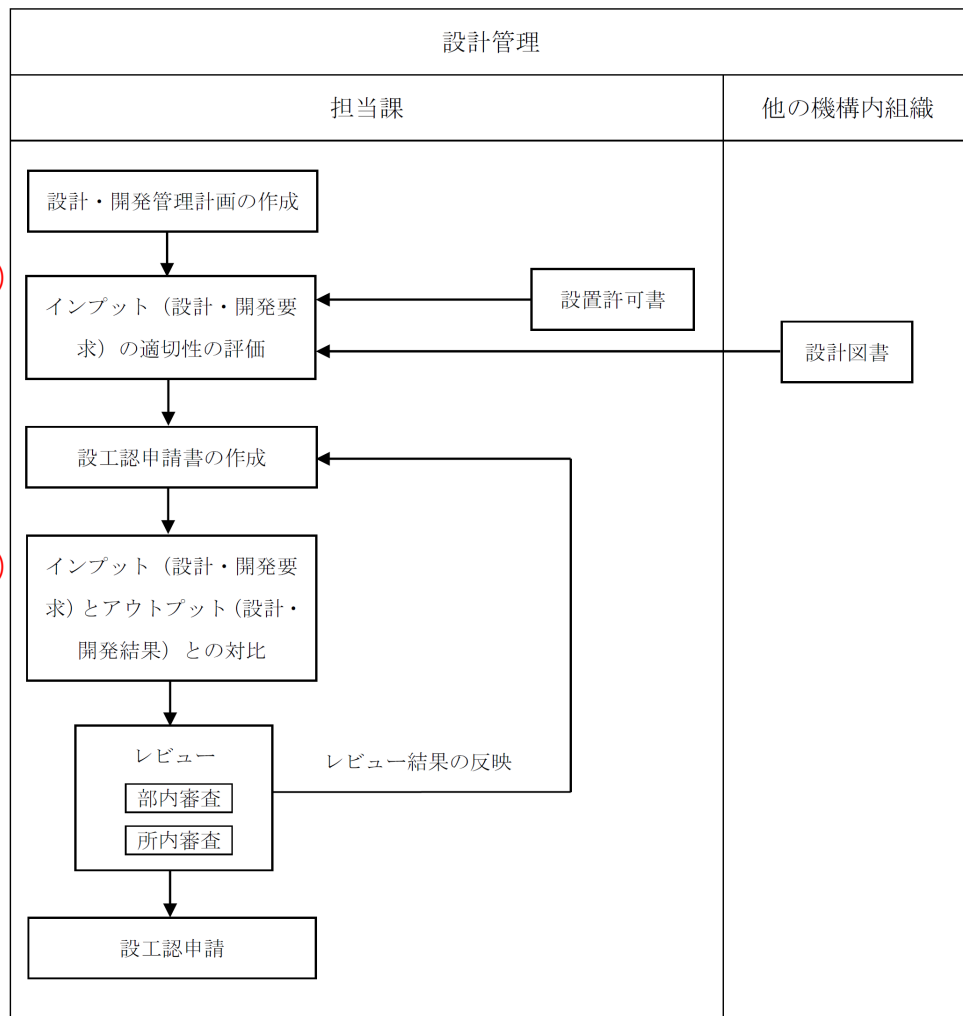 設計管理
担当課
他の機構内組織
設計・開発管理計画の作成
インプット（設計・開発要
求）の適切性の評価
設置許可書
設計図書
設工認申請書の作成
インプット（設計・開発要
求）とアウトプット（設計・
開発結果）との対比
レビュー
部内審査
所内審査
レビュー結果の反映
設工認申請